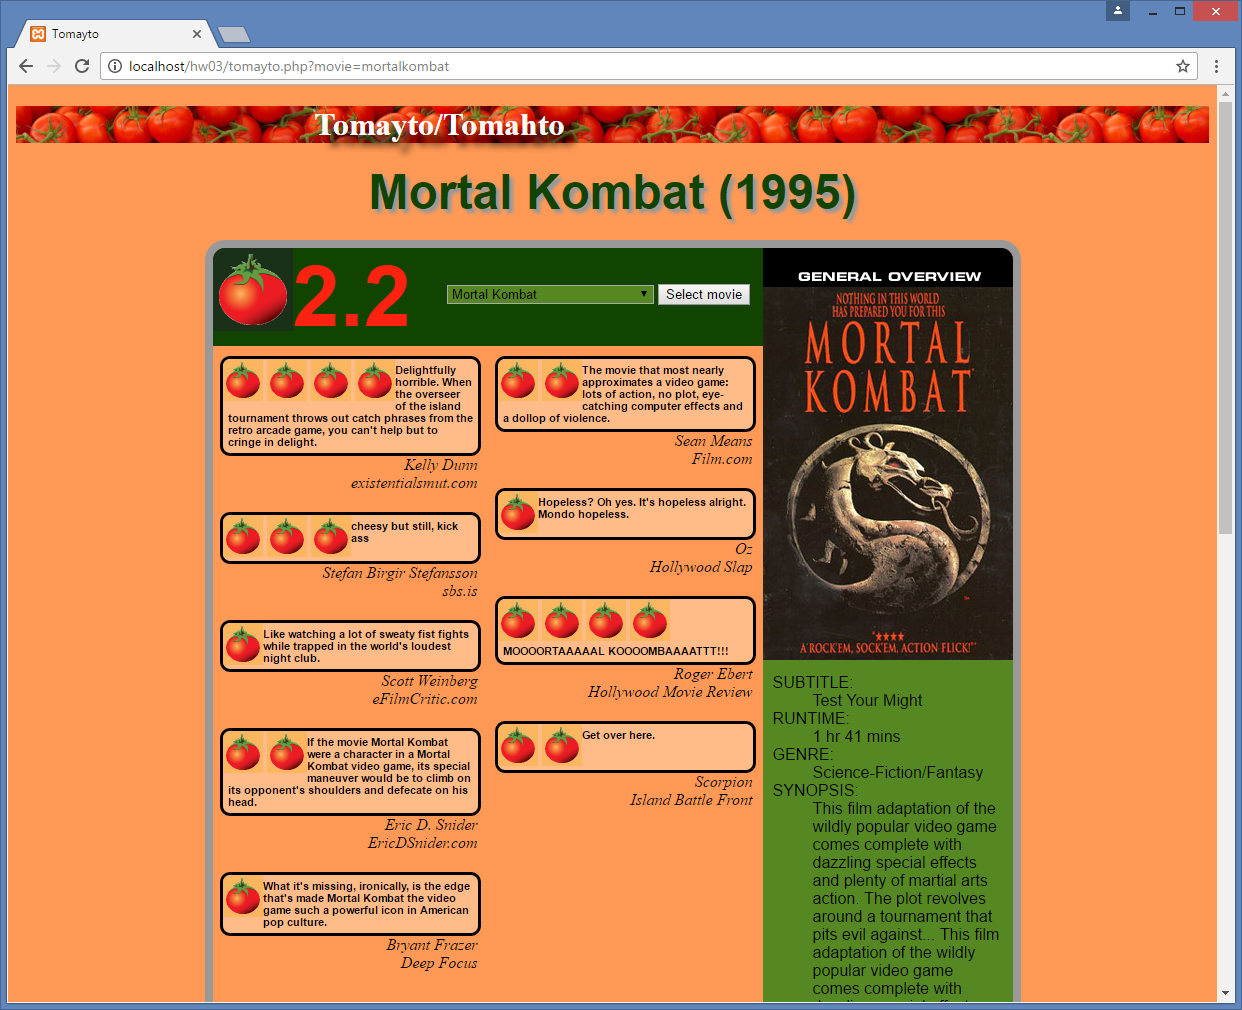 Tomayto
localhost/hw03/tomayto.php?movie=mortalkombat
Tomayto/Tomahto
Mortal Kombat (1995)
2.2
Mortal Kombat
Select movie
Delightfully
horrible. When
the overseer
of the island
tournament throws out catch phrases from the
retro arcade game, you can't help but to
cringe in delight.
Kelly Dunn
existentialsmut.com
cheesy but still, kick
ass
Stefan Birgir Stefansson
sbs.is
Like watching a lot of sweaty fist fights
while trapped in the world's loudest
night club.
Scott Weinberg
eFilmCritic.com
If the movie Mortal Kombat
were a character in a Mortal
Kombat video game, its special
maneuver would be to climb on
its opponent's shoulders and defecate on his
head.
Eric D. Snider
EricDSnider.com
What it's missing, ironically, is the edge
that's made Mortal Kombat the video
game such a powerful icon in American
pop culture.
Bryant Frazer
Deep Focus
The movie that most nearly
approximates a video game:
lots of action, no plot, eye-
catching computer effects and
a dollop of violence.
Sean Means
Film.com
Hopeless? Oh yes. It's hopeless alright.
Mondo hopeless.
Oz
Hollywood Slap
MOOOORTAAAAAL KOOOOMBAAAATTT!!!
Roger Ebert
Hollywood Movie Review
Get over here.
Scorpion
Island Battle Front
GENERAL OVERVIEW
NOTHING IN THIS WORLD
HAS PREPARED YOU FOR THIS
MORTAL
KOMBAT
"★★★★
A ROCK'EM, SOCK'EM, ACTION FLICK!"
SUBTITLE:
Test Your Might
RUNTIME:
1 hr 41 mins
GENRE:
Science-Fiction/Fantasy
SYNOPSIS:
This film adaptation of the
wildly popular video game
comes complete with
dazzling special effects
and plenty of martial arts
action. The plot revolves
around a tournament that
pits evil against... This film
adaptation of the wildly
popular video game
comes complete with